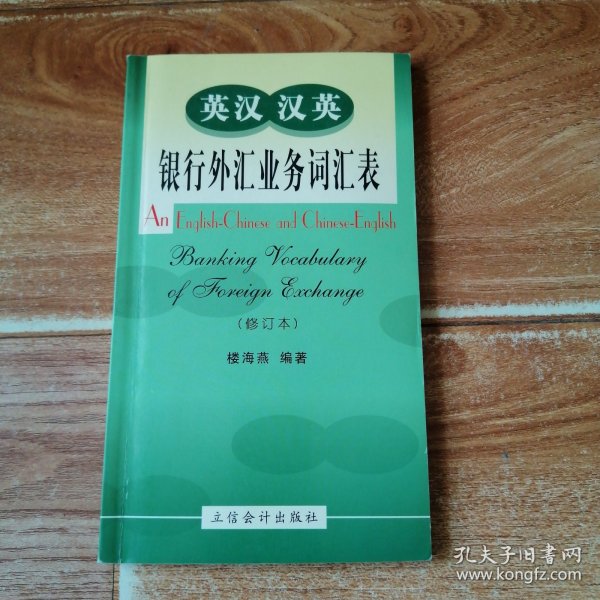 英汉 汉英
银行外汇业务词汇表
An English-Chinese and Chinese-English
Banking Vocabulary
of Foreign Exchange
(修订本)
楼海燕 编著
立信会计出版社
孔夫子旧书网
www.kongfz.com